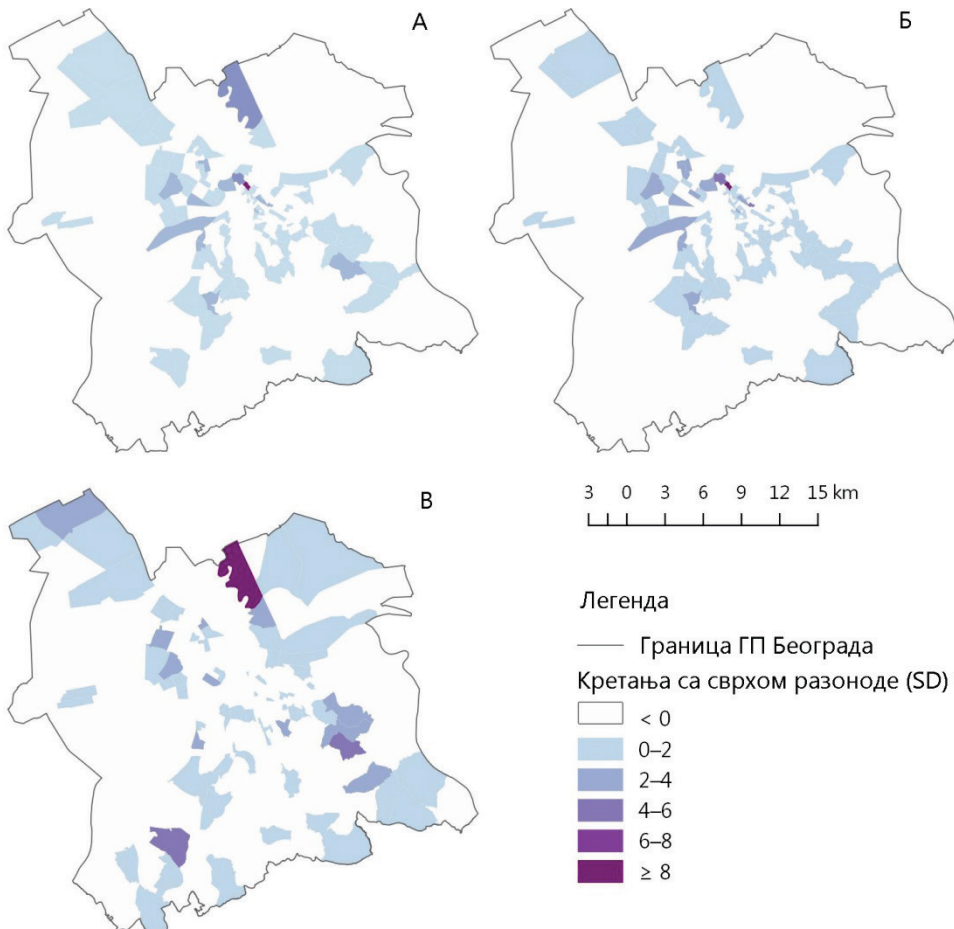 А
Б
В
3 0 3 6 9 12 15 km
Легенда
Граница ГП Београда
Кретања са сврхом разоноде (SD)
< 0
0–2
2–4
4–6
6–8
≥ 8